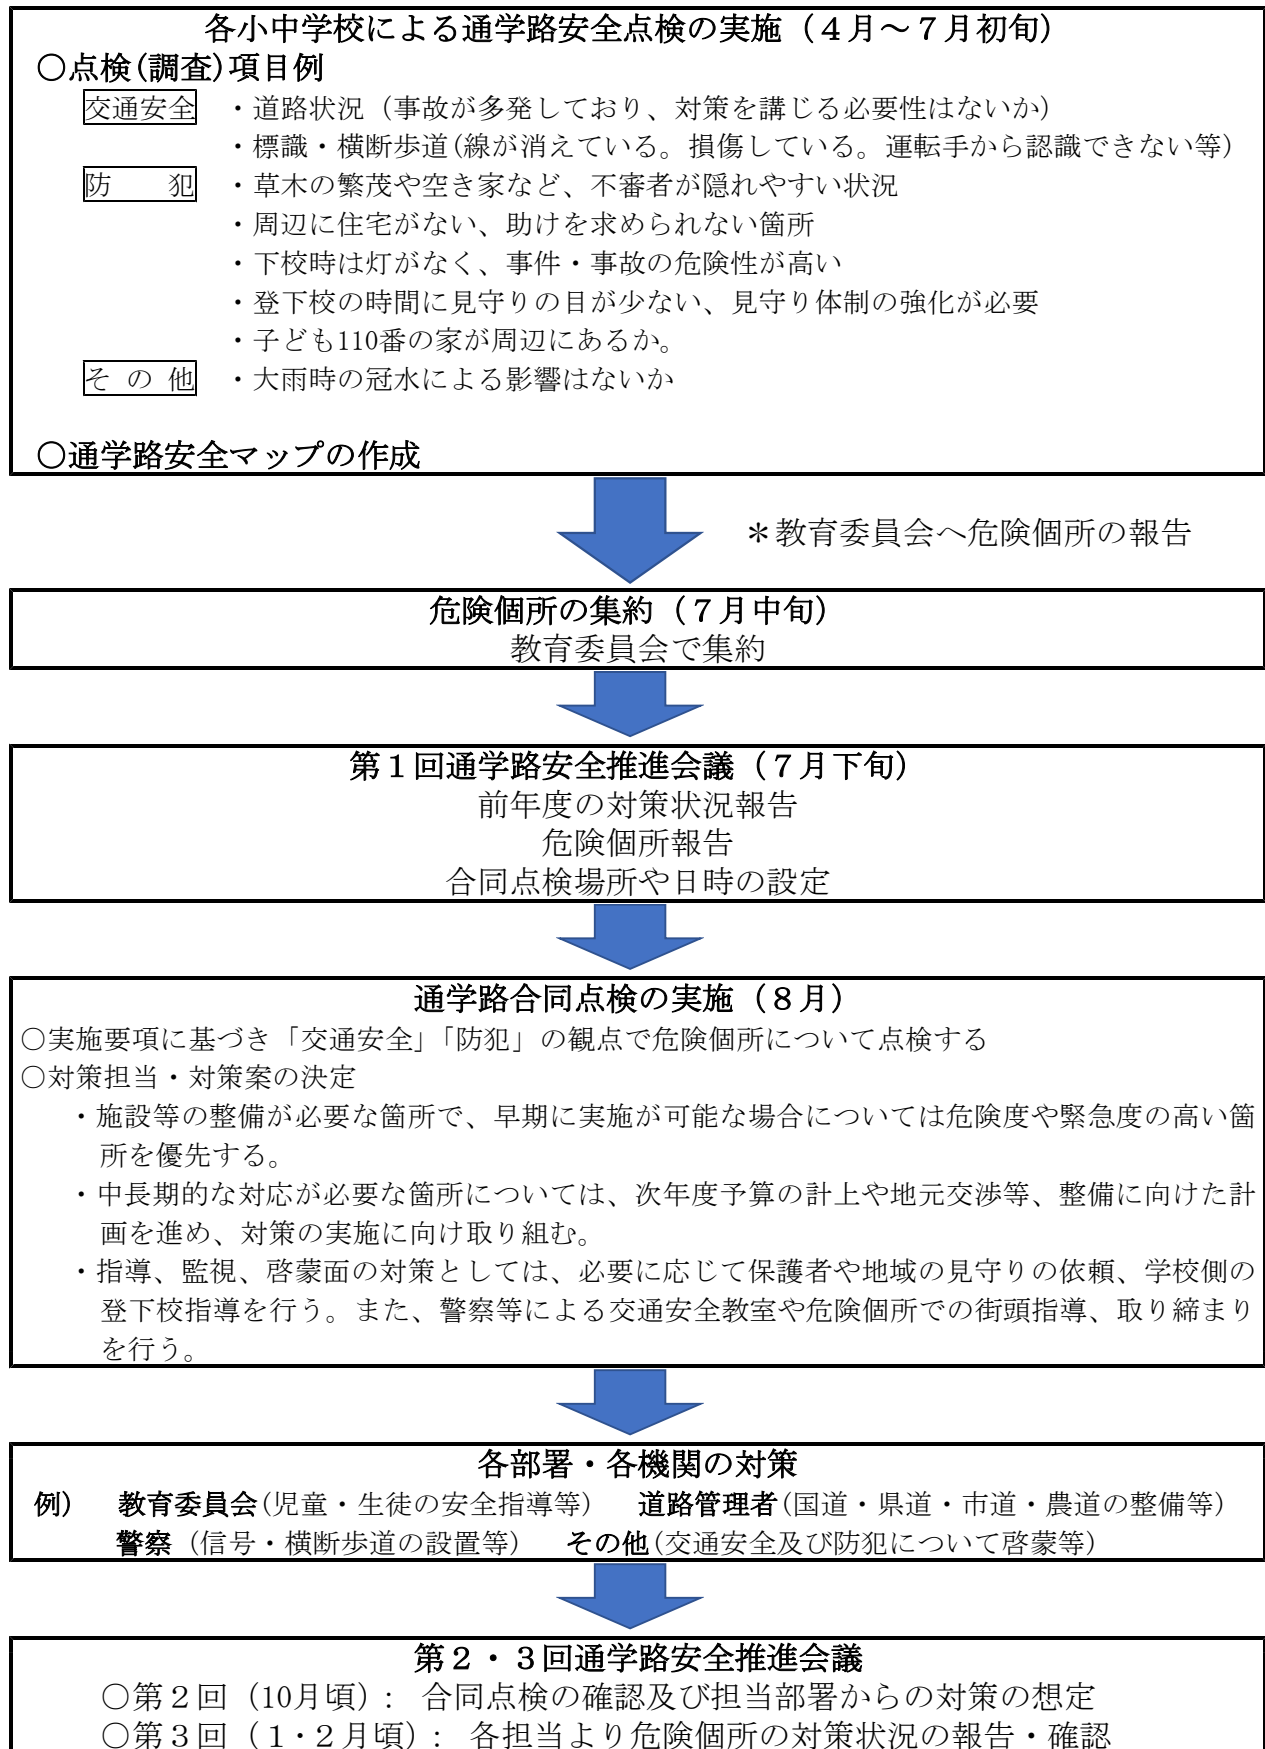 各小中学校による通学路安全点検の実施（４月～７月初旬）
○点検(調査)項目例
交通安全　・道路状況（事故が多発しており、対策を講じる必要性はないか）
・標識・横断歩道(線が消えている。損傷している。運転手から認識できない等)
防　犯　・草木の繁茂や空き家など、不審者が隠れやすい状況
・周辺に住宅がない、助けを求められない箇所
・下校時は灯がなく、事件・事故の危険性が高い
・登下校の時間に見守りの目が少ない、見守り体制の強化が必要
・子ども110番の家が周辺にあるか。
そ の 他　・大雨時の冠水による影響はないか
○通学路安全マップの作成
＊教育委員会へ危険個所の報告
危険個所の集約（７月中旬）
教育委員会で集約
第１回通学路安全推進会議（７月下旬）
前年度の対策状況報告
危険個所報告
合同点検場所や日時の設定
通学路合同点検の実施（８月）
○実施要項に基づき「交通安全」「防犯」の観点で危険個所について点検する
○対策担当・対策案の決定
・施設等の整備が必要な箇所で、早期に実施が可能な場合については危険度や緊急度の高い箇
所を優先する。
・中長期的な対応が必要な箇所については、次年度予算の計上や地元交渉等、整備に向けた計
画を進め、対策の実施に向け取り組む。
・指導、監視、啓蒙面の対策としては、必要に応じて保護者や地域の見守りの依頼、学校側の
登下校指導を行う。また、警察等による交通安全教室や危険個所での街頭指導、取り締まり
を行う。
各部署・各機関の対策
例）　教育委員会(児童・生徒の安全指導等)　道路管理者(国道・県道・市道・農道の整備等)
警察（信号・横断歩道の設置等）　その他(交通安全及び防犯について啓蒙等)
第２・３回通学路安全推進会議
○第２回（10月頃）：　合同点検の確認及び担当部署からの対策の想定
○第３回（１・２月頃）：　各担当より危険個所の対策状況の報告・確認